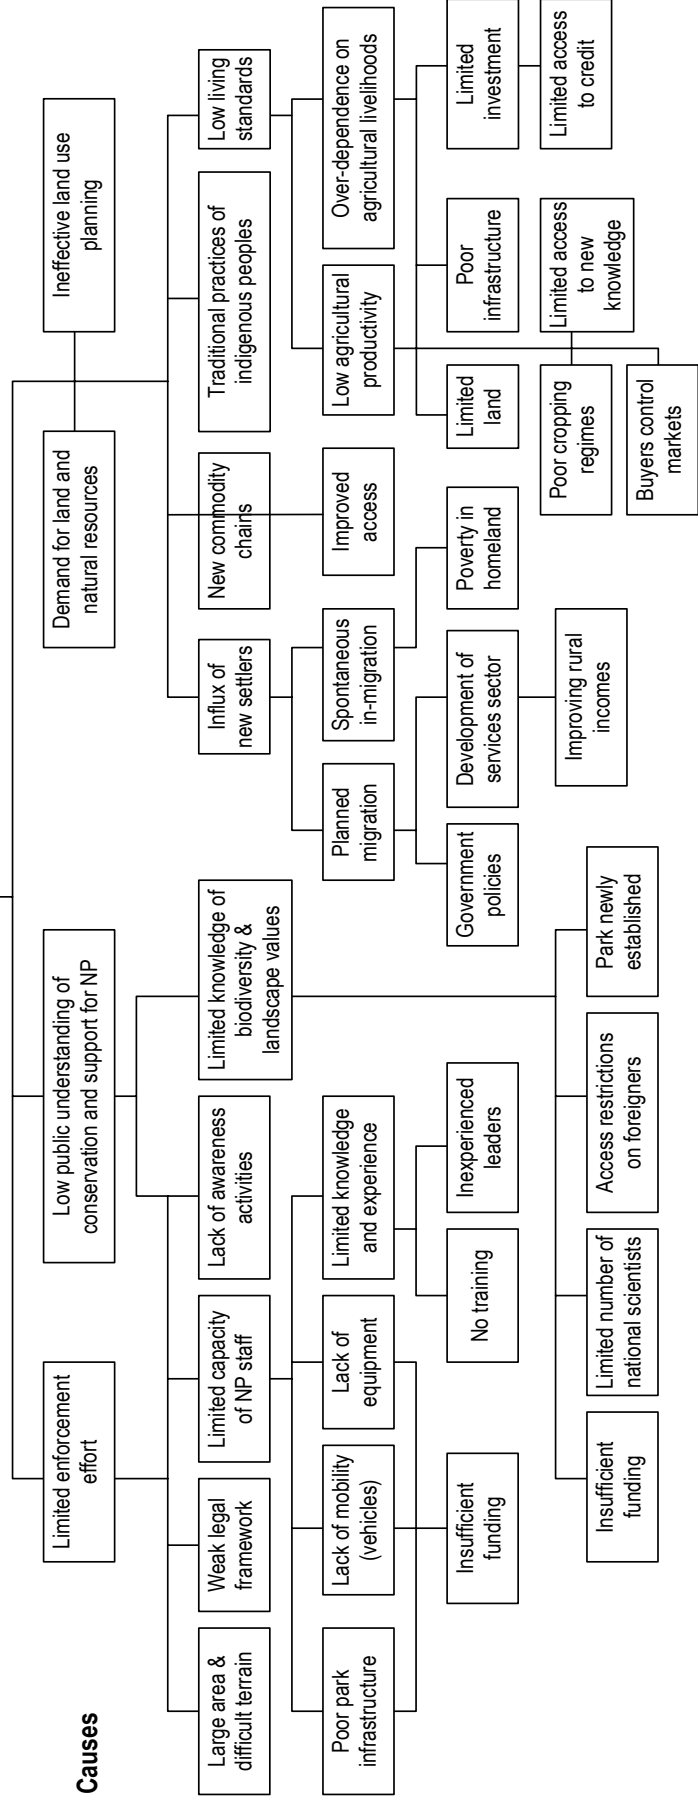 Causes
Limited enforcement
effort
Low public understanding of
conservation and support for NP
Demand for land and
natural resources
Ineffective land use
planning
Large area &
difficult terrain
Weak legal
framework
Limited capacity
of NP staff
Lack of awareness
activities
Limited knowledge of
biodiversity &
landscape values
Influx of
new settlers
New commodity
chains
Traditional practices of
indigenous peoples
Low living
standards
Poor park
infrastructure
Lack of mobility
(vehicles)
Lack of
equipment
Limited knowledge
and experience
Planned
migration
Spontaneous
in-migration
Improved
access
Low agricultural
productivity
Over-dependence on
agricultural livelihoods
Insufficient
funding
No training
Inexperienced
leaders
Government
policies
Development of
services sector
Poverty in
homeland
Limited
land
Poor
infrastructure
Limited
investment
Improving rural
incomes
Poor cropping
regimes
Limited access
to new
knowledge
Limited access
to credit
Insufficient
funding
Limited number of
national scientists
Access restrictions
on foreigners
Park newly
established
Buyers control
markets